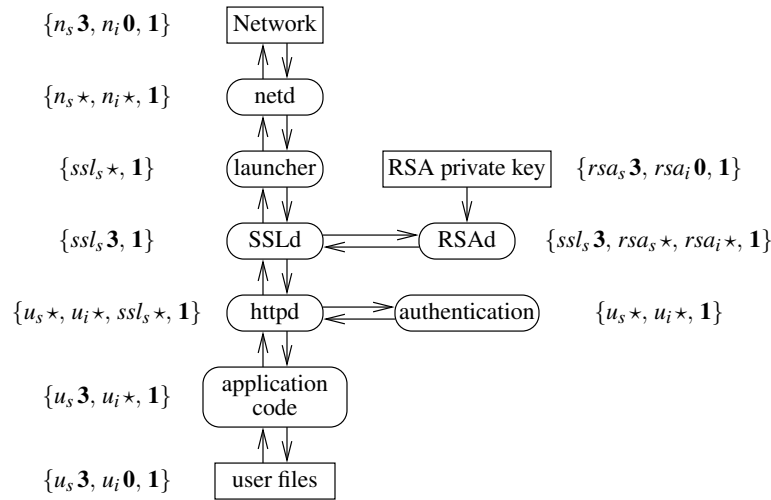 {n_s 3, n_i 0, 1} Network
{n_s ⋆, n_i ⋆, 1} netd
{ssl_s ⋆, 1} launcher RSA private key {rsa_s 3, rsa_i 0, 1}
{ssl_s 3, 1} SSLd RSAd {ssl_s 3, rsa_s ⋆, rsa_i ⋆, 1}
{u_s ⋆, u_i ⋆, ssl_s ⋆, 1} httpd authentication {u_s ⋆, u_i ⋆, 1}
{u_s 3, u_i ⋆, 1} application
code
{u_s 3, u_i 0, 1} user files